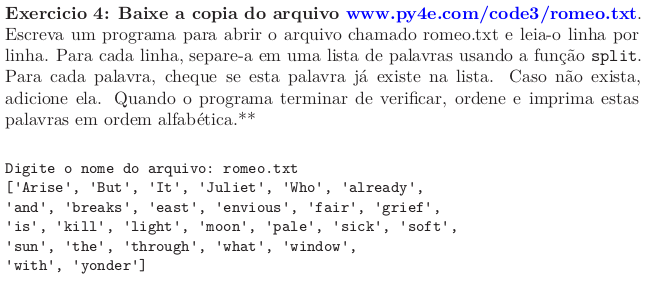 Exercicio 4: Baixe a copia do arquivo www.py4e.com/code3/romeo.txt.
Escreva um programa para abrir o arquivo chamado romeo.txt e leia-o linha por
linha. Para cada linha, separe-a em uma lista de palavras usando a função split.
Para cada palavra, cheque se esta palavra já existe na lista. Caso não exista,
adicione ela. Quando o programa terminar de verificar, ordene e imprima estas
palavras em ordem alfabética.**
Digite o nome do arquivo: romeo.txt
['Arise', 'But', 'It', 'Juliet', 'Who', 'already',
'and', 'breaks', 'east', 'envious', 'fair', 'grief',
'is', 'kill', 'light', 'moon', 'pale', 'sick', 'soft',
'sun', 'the', 'through', 'what', 'window',
'with', 'yonder']